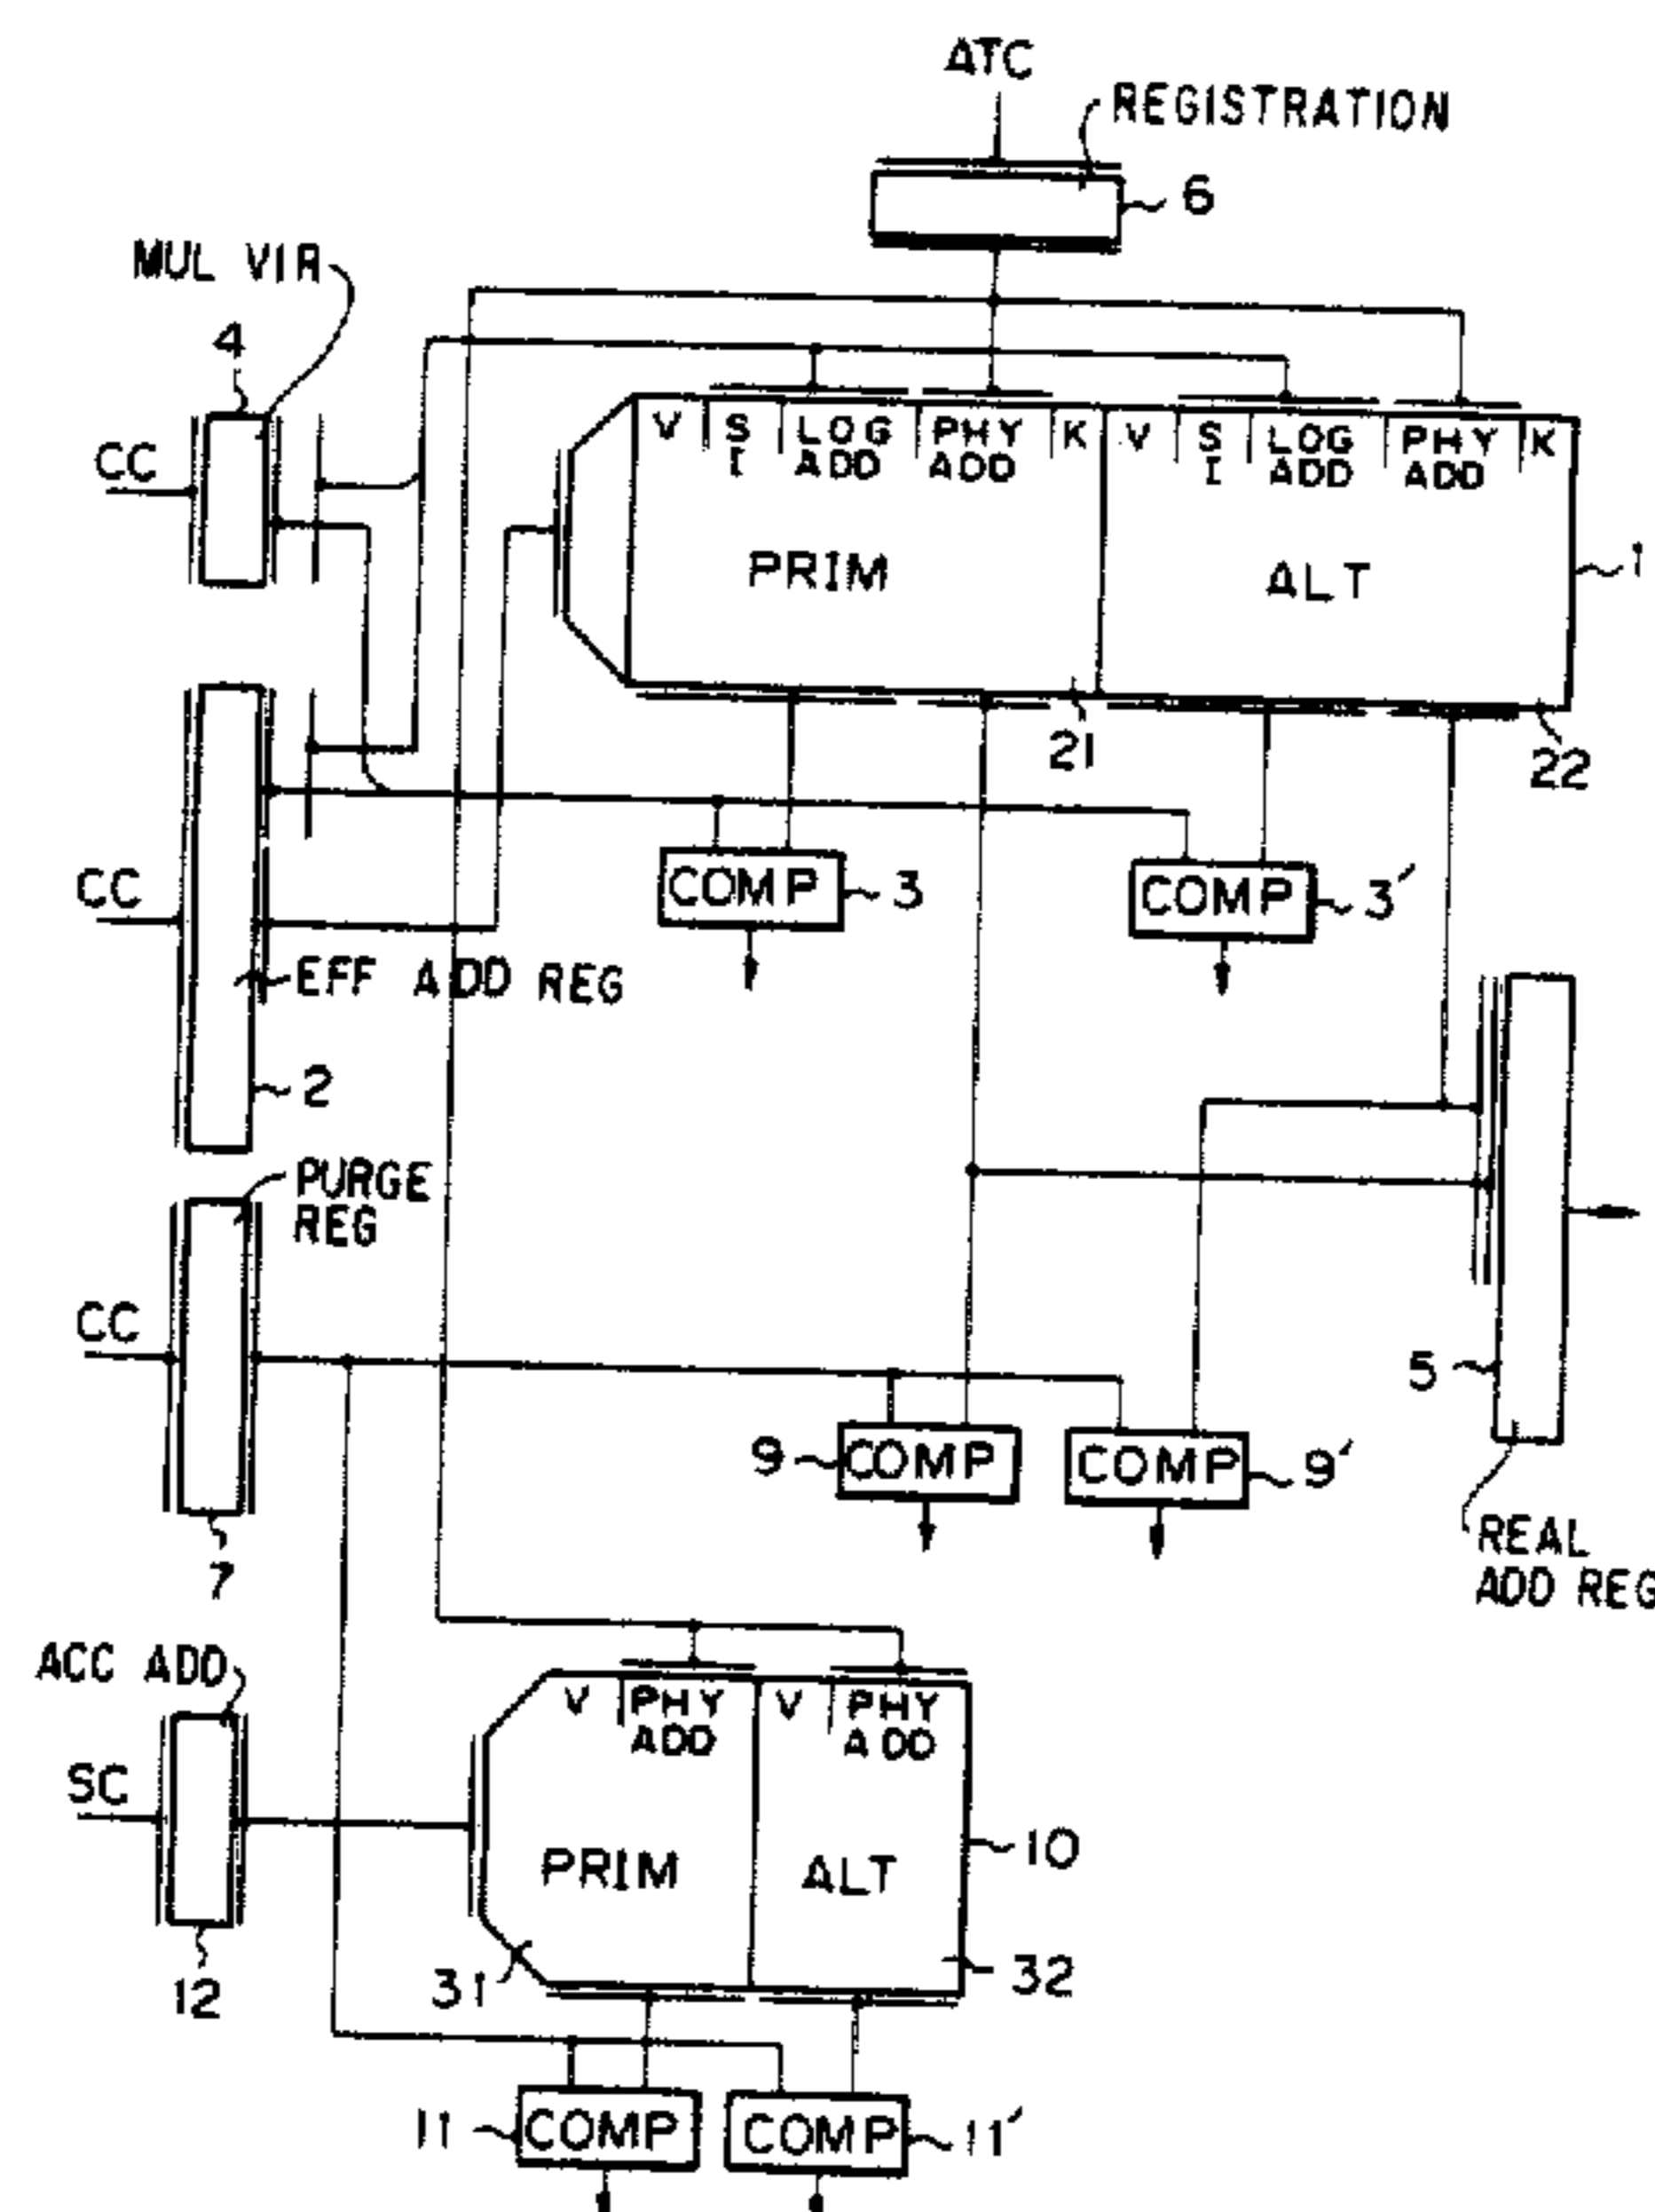 ATC
REGISTRATION
6
MUL VIR
4
CC
V S I LOG ADD PHY ADD K V S I LOG ADD PHY ADD K
PRIM
ALT
1
21
22
COMP
3
COMP
3'
CC
EFF ADD REG
2
PURGE
REG
CC
5
9
COMP
COMP
9'
7
REAL
ADD REG
ACC ADD
V PHY ADD V PHY ADD
SC
PRIM
ALT
10
31
32
12
11
COMP
COMP
11'